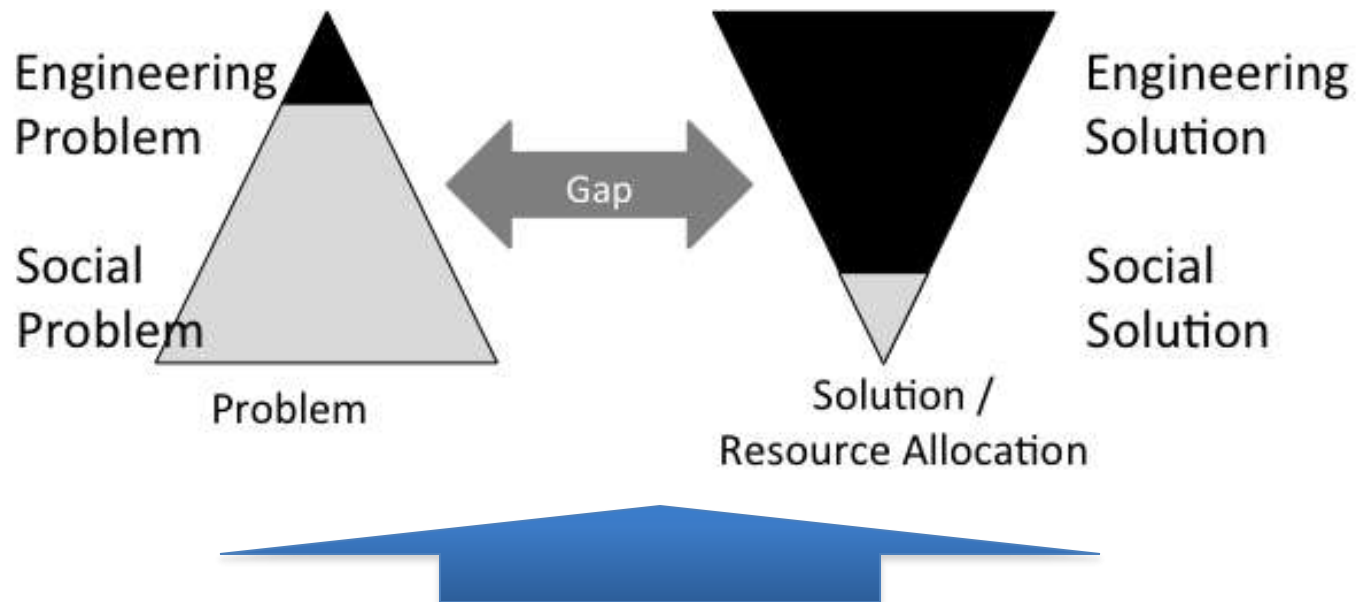 Engineering
Problem
Social
Problem
Problem
Gap
Engineering
Solution
Social
Solution
Solution /
Resource Allocation